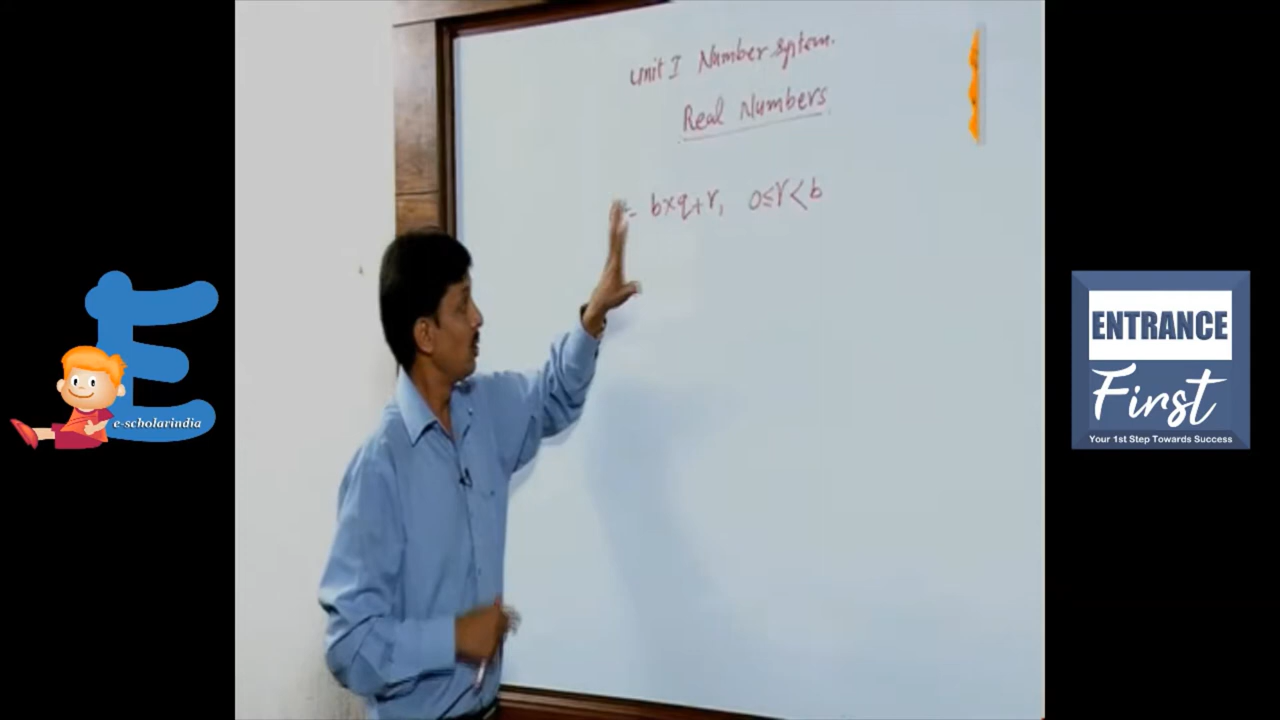 Unit I Number system.
Real Numbers
= b×q+r, 0≤r<b
e-scholarindia
ENTRANCE
First
Your 1st Step Towards Success